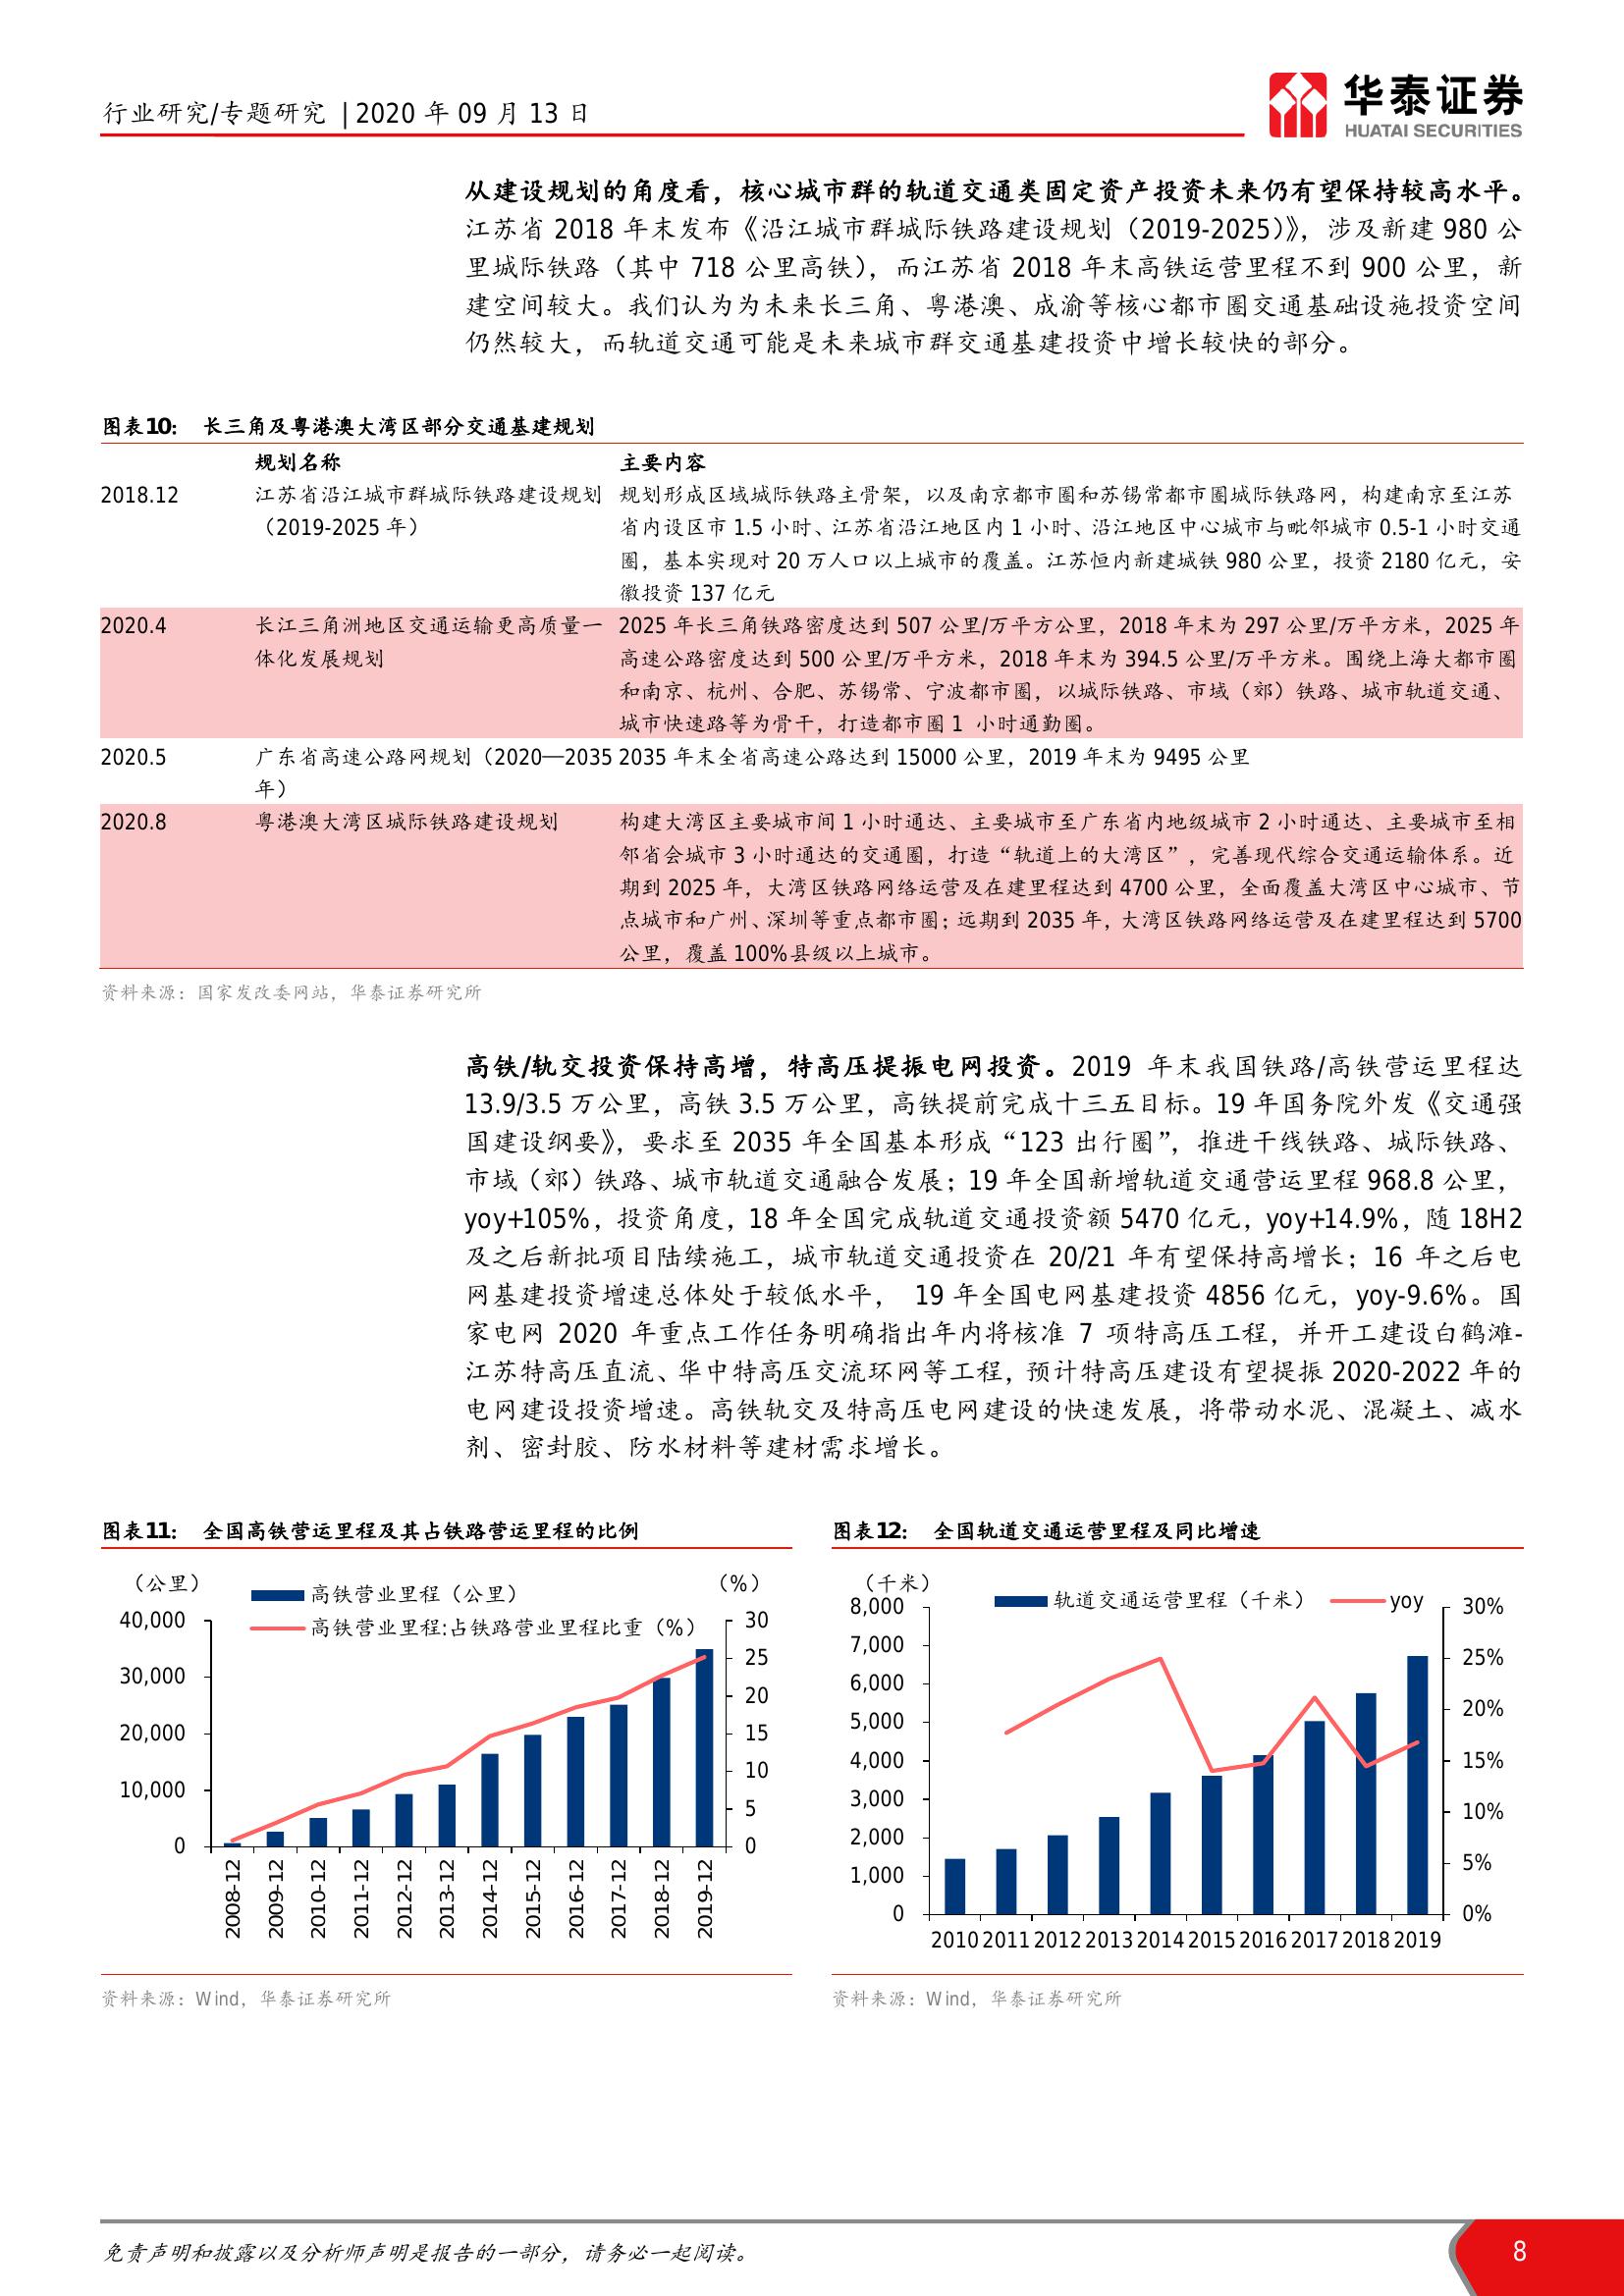 行业研究/专题研究 | 2020 年 09 月 13 日
华泰证券
HUATAI SECURITIES
从建设规划的角度看，核心城市群的轨道交通类固定资产投资未来仍有望保持较高水平。
江苏省 2018 年末发布《沿江城市群城际铁路建设规划（2019-2025）》，涉及新建 980 公
里城际铁路（其中 718 公里高铁），而江苏省 2018 年末高铁运营里程不到 900 公里，新
建空间较大。我们认为为未来长三角、粤港澳、成渝等核心都市圈交通基础设施投资空间
仍然较大，而轨道交通可能是未来城市群交通基建投资中增长较快的部分。
图表10： 长三角及粤港澳大湾区部分交通基建规划
规划名称 主要内容
2018.12 江苏省沿江城市群城际铁路建设规划 规划形成区域城际铁路主骨架，以及南京都市圈和苏锡常都市圈城际铁路网，构建南京至江苏
（2019-2025 年） 省内设区市 1.5 小时、江苏省沿江地区内 1 小时、沿江地区中心城市与毗邻城市 0.5-1 小时交通
圈，基本实现对 20 万人口以上城市的覆盖。江苏恒内新建城铁 980 公里，投资 2180 亿元，安
徽投资 137 亿元
2020.4 长江三角洲地区交通运输更高质量一 2025 年长三角铁路密度达到 507 公里/万平方公里，2018 年末为 297 公里/万平方米，2025 年
体化发展规划 高速公路密度达到 500 公里/万平方米，2018 年末为 394.5 公里/万平方米。围绕上海大都市圈
和南京、杭州、合肥、苏锡常、宁波都市圈，以城际铁路、市域（郊）铁路、城市轨道交通、
城市快速路等为骨干，打造都市圈 1 小时通勤圈。
2020.5 广东省高速公路网规划（2020—2035 2035 年末全省高速公路达到 15000 公里，2019 年末为 9495 公里
年）
2020.8 粤港澳大湾区城际铁路建设规划 构建大湾区主要城市间 1 小时通达、主要城市至广东省内地级城市 2 小时通达、主要城市至相
邻省会城市 3 小时通达的交通圈，打造“轨道上的大湾区”，完善现代综合交通运输体系。近
期到 2025 年，大湾区铁路网络运营及在建里程达到 4700 公里，全面覆盖大湾区中心城市、节
点城市和广州、深圳等重点都市圈；远期到 2035 年，大湾区铁路网络运营及在建里程达到 5700
公里，覆盖 100%县级以上城市。
资料来源：国家发改委网站，华泰证券研究所
高铁/轨交投资保持高增，特高压提振电网投资。2019 年末我国铁路/高铁营运里程达
13.9/3.5 万公里，高铁 3.5 万公里，高铁提前完成十三五目标。19 年国务院外发《交通强
国建设纲要》，要求至 2035 年全国基本形成“123 出行圈”，推进干线铁路、城际铁路、
市域（郊）铁路、城市轨道交通融合发展；19 年全国新增轨道交通营运里程 968.8 公里，
yoy+105%，投资角度，18 年全国完成轨道交通投资额 5470 亿元，yoy+14.9%，随 18H2
及之后新批项目陆续施工，城市轨道交通投资在 20/21 年有望保持高增长；16 年之后电
网基建投资增速总体处于较低水平， 19 年全国电网基建投资 4856 亿元，yoy-9.6%。国
家电网 2020 年重点工作任务明确指出年内将核准 7 项特高压工程，并开工建设白鹤滩-
江苏特高压直流、华中特高压交流环网等工程，预计特高压建设有望提振 2020-2022 年的
电网建设投资增速。高铁轨交及特高压电网建设的快速发展，将带动水泥、混凝土、减水
剂、密封胶、防水材料等建材需求增长。
图表11： 全国高铁营运里程及其占铁路营运里程的比例
（公里） （%）
高铁营业里程（公里）
高铁营业里程:占铁路营业里程比重（%）
40,000
30,000
20,000
10,000
0
30
25
20
15
10
5
0
2008-12 2009-12 2010-12 2011-12 2012-12 2013-12 2014-12 2015-12 2016-12 2017-12 2018-12 2019-12
资料来源：Wind，华泰证券研究所
图表12： 全国轨道交通运营里程及同比增速
（千米）
轨道交通运营里程（千米） yoy
8,000
7,000
6,000
5,000
4,000
3,000
2,000
1,000
0
30%
25%
20%
15%
10%
5%
0%
2010 2011 2012 2013 2014 2015 2016 2017 2018 2019
资料来源：Wind，华泰证券研究所
免责声明和披露以及分析师声明是报告的一部分，请务必一起阅读。 8